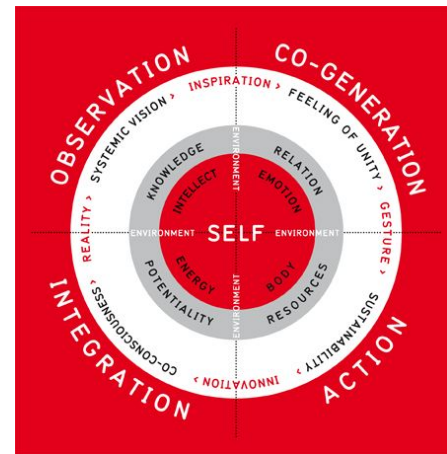 OBSERVATION
CO-GENERATION
ACTION
INTEGRATION
REALITY > SYSTEMIC VISION > INSPIRATION > FEELING OF UNITY > GESTURE > SUSTAINABILITY > INNOVATION > CO-CONSCIOUSNESS >
KNOWLEDGE
RELATION
RESOURCES
POTENTIALITY
ENVIRONMENT
ENVIRONMENT
ENVIRONMENT
ENVIRONMENT
INTELLECT
EMOTION
BODY
ENERGY
SELF